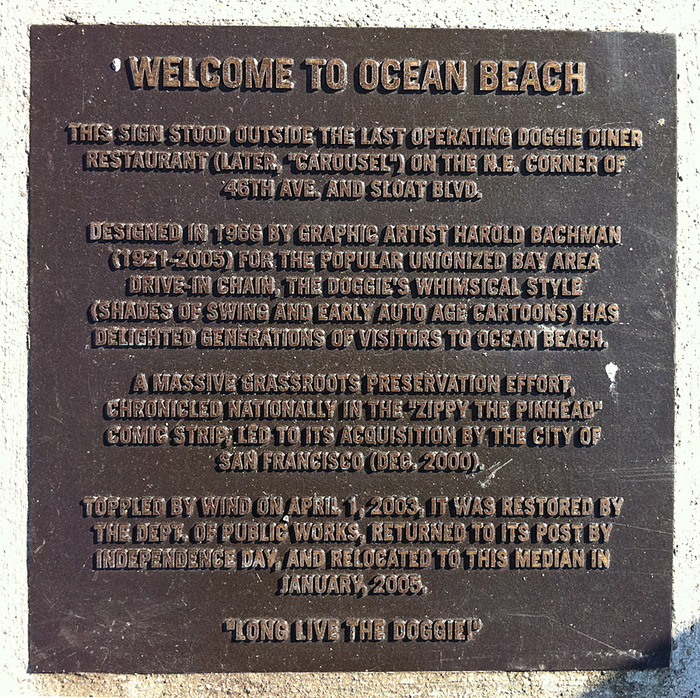 WELCOME TO OCEAN BEACH
THIS SIGN STOOD OUTSIDE THE LAST OPERATING DOGGIE DINER
RESTAURANT (LATER, "CAROUSEL") ON THE N.E. CORNER OF
46TH AVE. AND SLOAT BLVD.
DESIGNED IN 1966 BY GRAPHIC ARTIST HAROLD BACHMAN
(1921-2005) FOR THE POPULAR UNIONIZED BAY AREA
DRIVE-IN CHAIN, THE DOGGIE'S WHIMSICAL STYLE
(SHADES OF SWING AND EARLY AUTO AGE CARTOONS) HAS
DELIGHTED GENERATIONS OF VISITORS TO OCEAN BEACH.
A MASSIVE GRASSROOTS PRESERVATION EFFORT,
CHRONICLED NATIONALLY IN THE "ZIPPY THE PINHEAD"
COMIC STRIP, LED TO ITS ACQUISITION BY THE CITY OF
SAN FRANCISCO (DEC. 2000).
TOPPLED BY WIND ON APRIL 1, 2003, IT WAS RESTORED BY
THE DEPT. OF PUBLIC WORKS, RETURNED TO ITS POST BY
INDEPENDENCE DAY, AND RELOCATED TO THIS MEDIAN IN
JANUARY, 2005.
"LONG LIVE THE DOGGIE!"